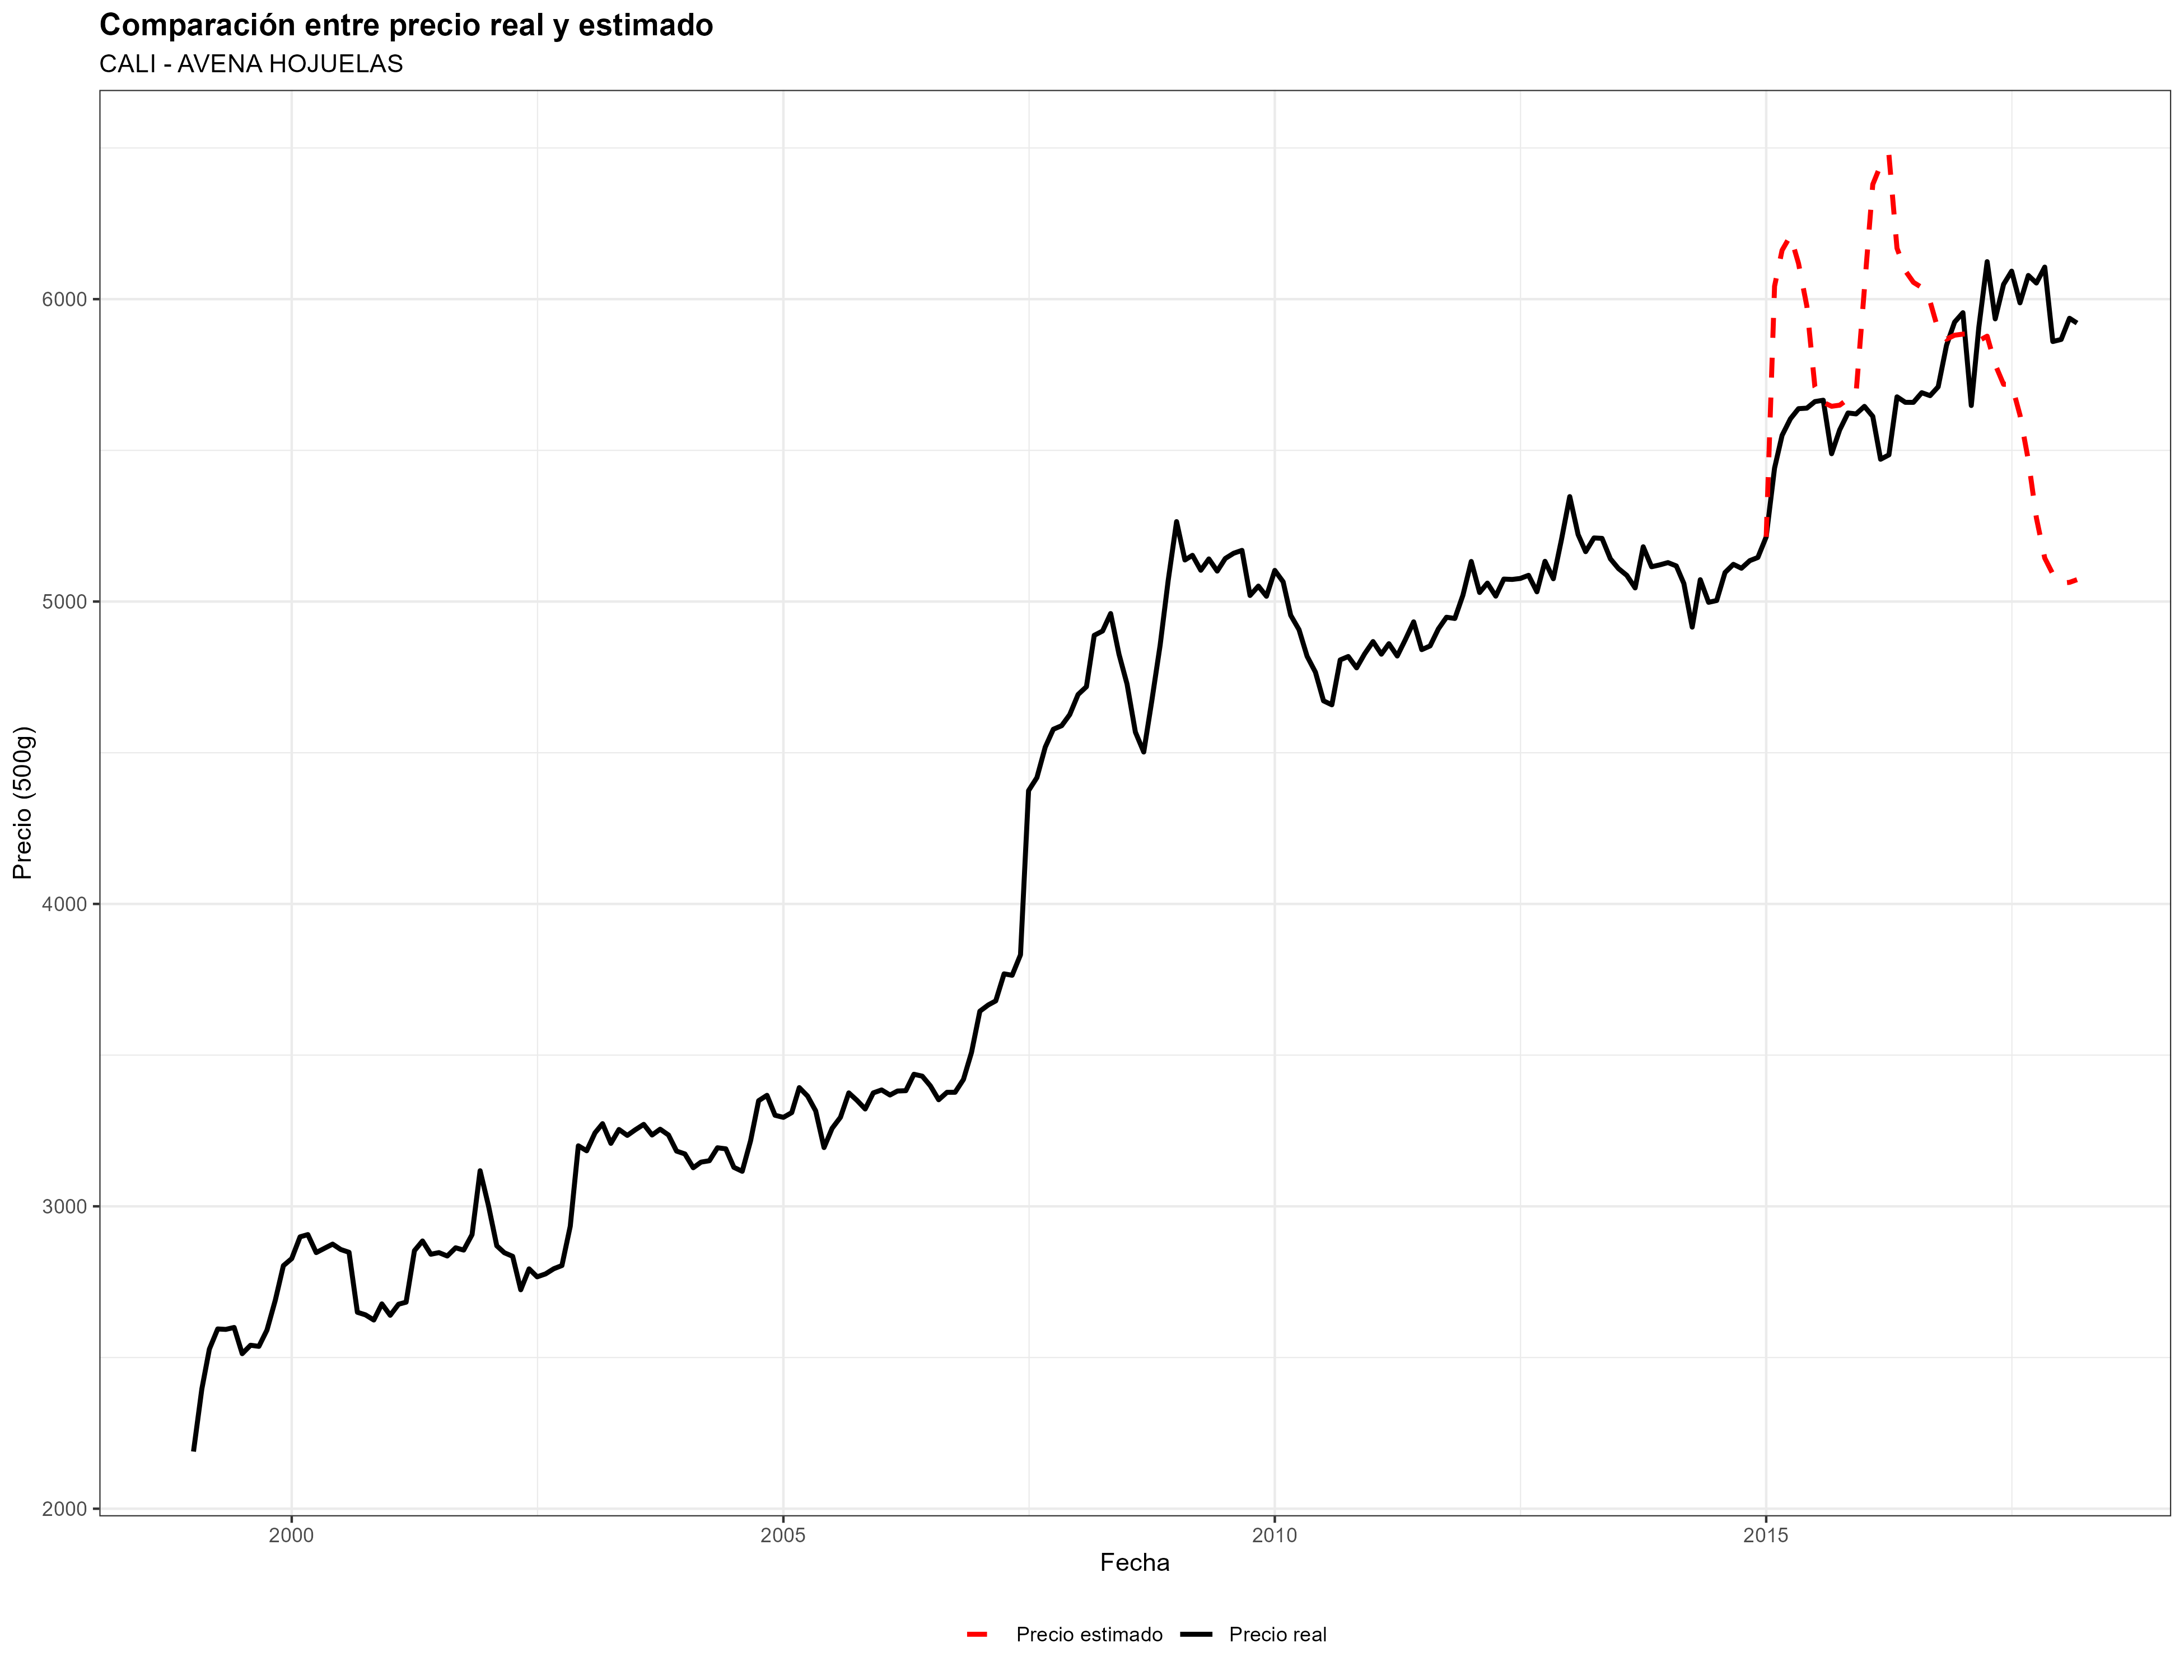 Comparación entre precio real y estimado
CALI - AVENA HOJUELAS
Precio (500g)
6000
5000
4000
3000
2000
2000
2005
2010
2015
Fecha
Precio estimado
Precio real